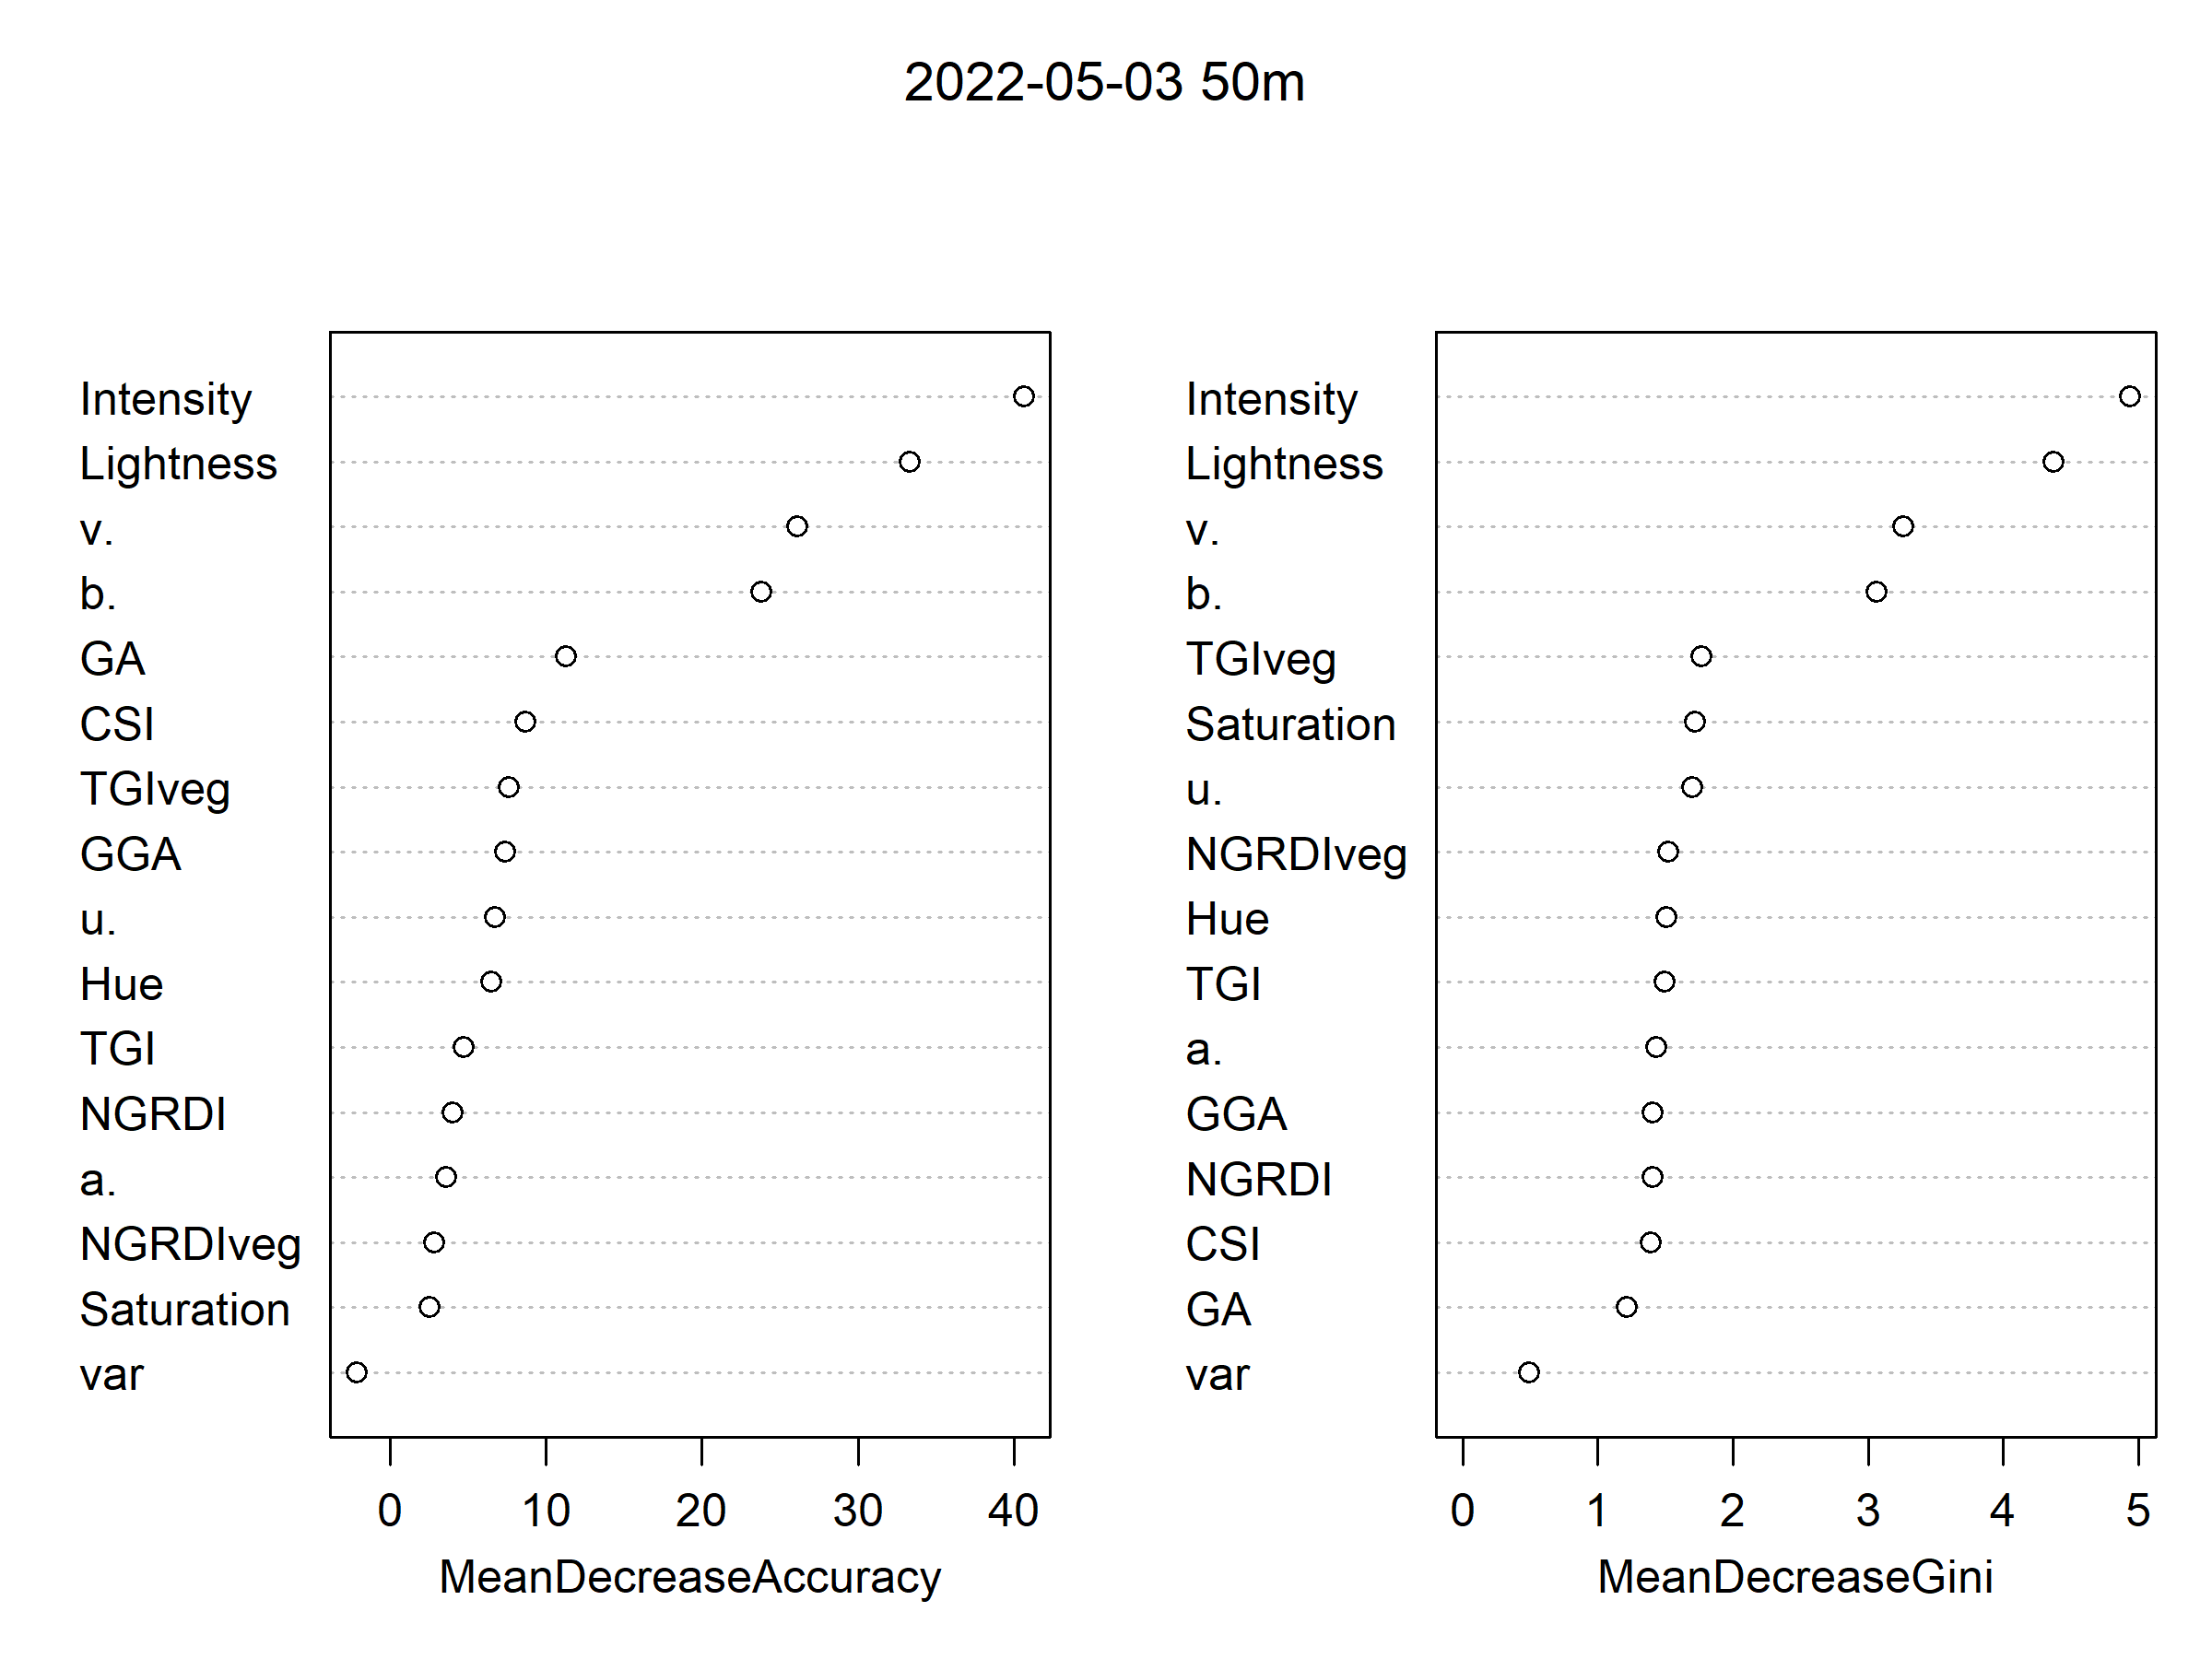 2022-05-03 50m
Intensity
Lightness
v.
b.
GA
CSI
TGIveg
GGA
u.
Hue
TGI
NGRDI
a.
NGRDIveg
Saturation
var
0 10 20 30 40
MeanDecreaseAccuracy
Intensity
Lightness
v.
b.
TGIveg
Saturation
u.
NGRDIveg
Hue
TGI
a.
GGA
NGRDI
CSI
GA
var
0 1 2 3 4 5
MeanDecreaseGini